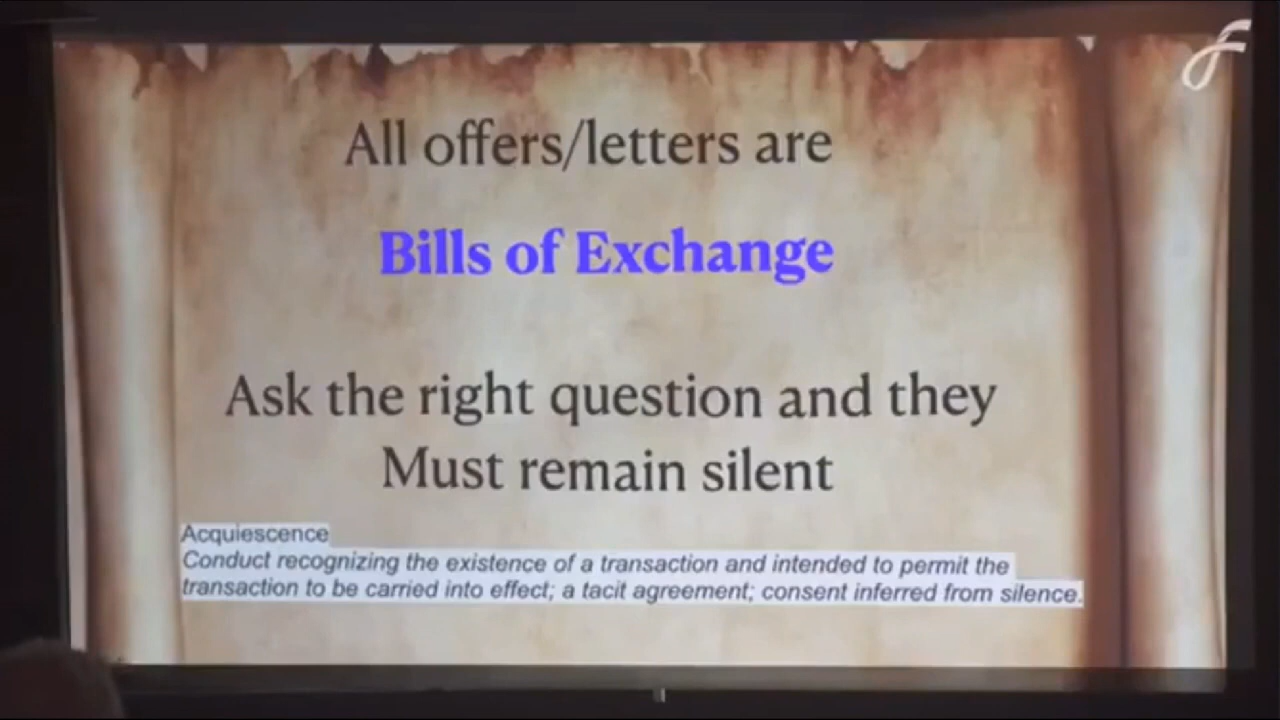 All offers/letters are
Bills of Exchange
Ask the right question and they
Must remain silent
Acquiescence
Conduct recognizing the existence of a transaction and intended to permit the
transaction to be carried into effect; a tacit agreement; consent inferred from silence.